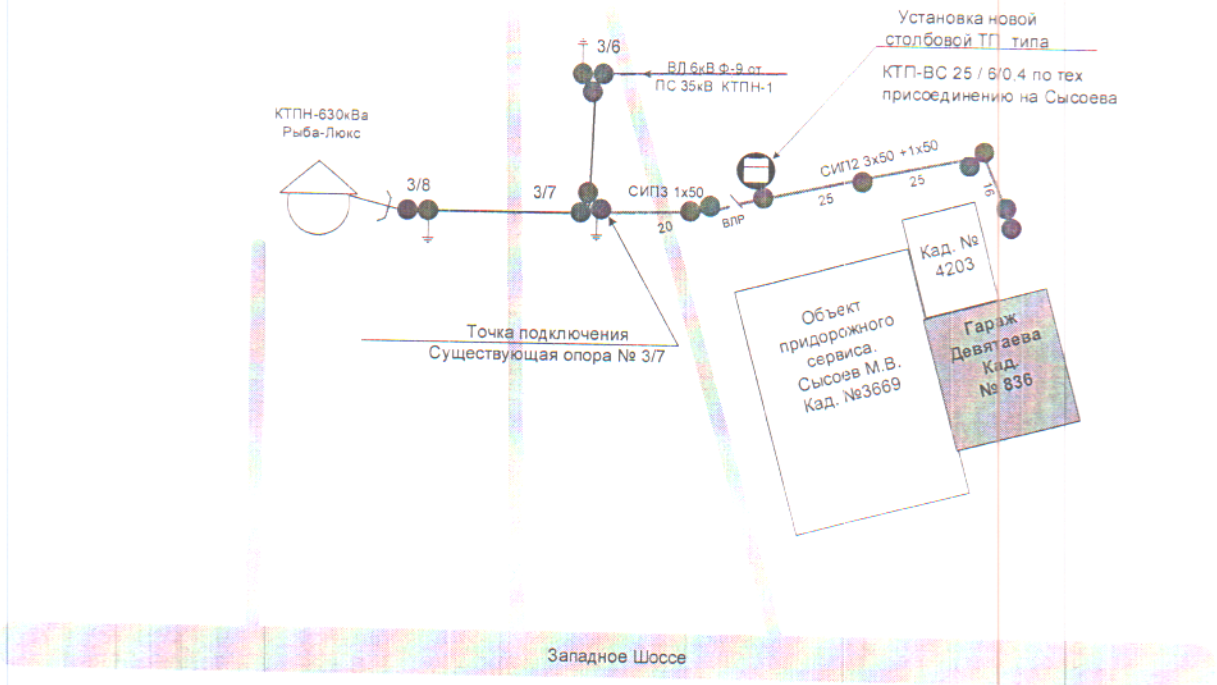 Установка новой
столбовой ТП типа
КТП-ВС 25 / 6/0.4 по тех
присоединению на Сысоева
3/6
ВЛ 6кВ Ф-9 от
ПС 35кВ КТПН-1
КТПН-630кВа
Рыба-Люкс
3/8
3/7
СИП3 1х50
20
ВЛР
СИП2 3х50 +1х50
25
25
16
Кад. №
4203
Объект
придорожного
сервиса.
Сысоев М.В.
Кад. №3669
Гараж
Девятаева
Кад.
№ 836
Точка подключения
Существующая опора № 3/7
Западное Шоссе